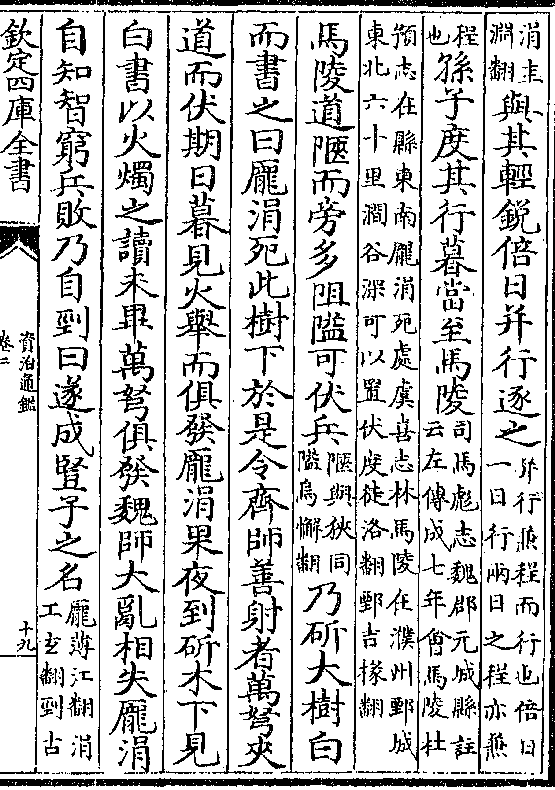 涓圭淵翻與其輕銳倍日并行逐之并行兼程而行也倍日一日行兩日之程亦兼
程也孫子度其行暮當至馬陵司馬彪志魏郡元城縣註云左傳成七年會馬陵杜
預志在縣東南龎涓死處虞喜志林馬陵在濮州鄄城東北六十里澗谷深可以置伏度徒洛翻鄄吉掾翻
馬陵道陿而旁多阻隘可伏兵陿與狹同隘烏懈翻乃斫大樹白
而書之曰龎涓死此樹下於是令齊師善射者萬弩夾
道而伏期日暮見火舉而俱發龎涓果夜到斫木下見
白書以火燭之讀未畢萬弩俱發魏師大亂相失龎涓
自知智窮兵敗乃自剄曰遂成豎子之名龎薄江翻涓工玄翻剄古
欽定四庫全書
資治通鑑
卷二
十九